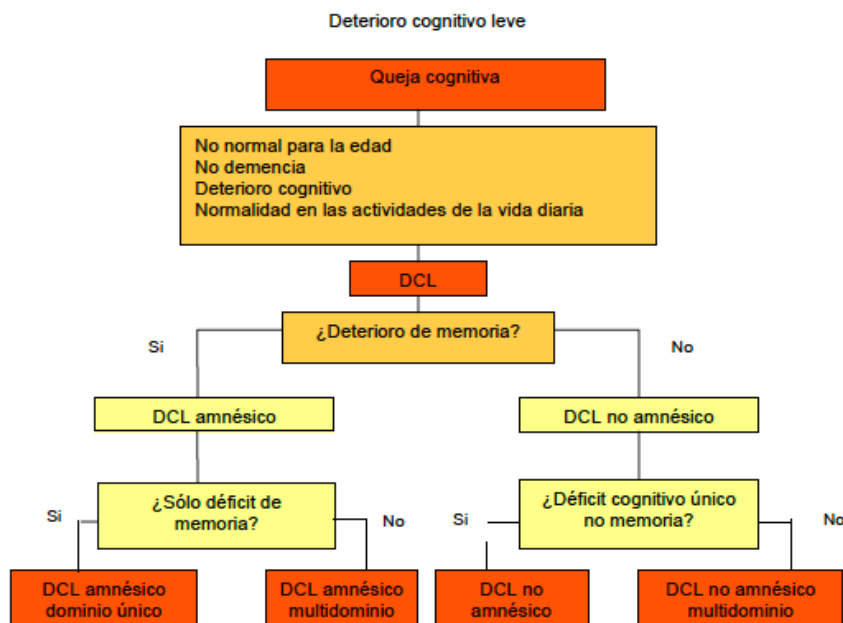 Deterioro cognitivo leve
Queja cognitiva
No normal para la edad
No demencia
Deterioro cognitivo
Normalidad en las actividades de la vida diaria
DCL
¿Deterioro de memoria?
Si
No
DCL amnésico
DCL no amnésico
¿Sólo déficit de
memoria?
Si
No
¿Déficit cognitivo único
no memoria?
Si
No
DCL amnésico
dominio único
DCL amnésico
multidominio
DCL no
amnésico
DCL no amnésico
multidominio